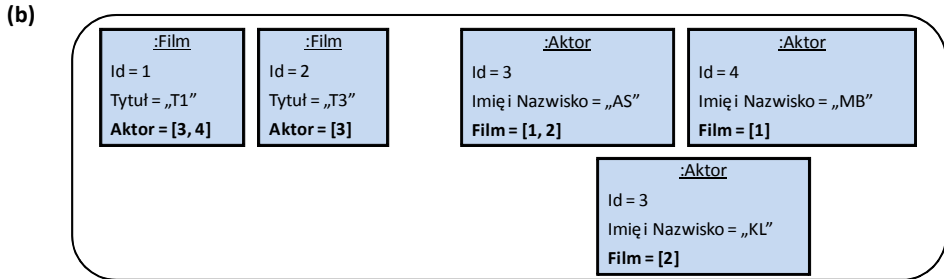 (b)
:Film
Id = 1
Tytuł = „T1”
Aktor = [3, 4]
:Film
Id = 2
Tytuł = „T3”
Aktor = [3]
:Aktor
Id = 3
Imię i Nazwisko = „AS”
Film = [1, 2]
:Aktor
Id = 4
Imię i Nazwisko = „MB”
Film = [1]
:Aktor
Id = 3
Imię i Nazwisko = „KL”
Film = [2]